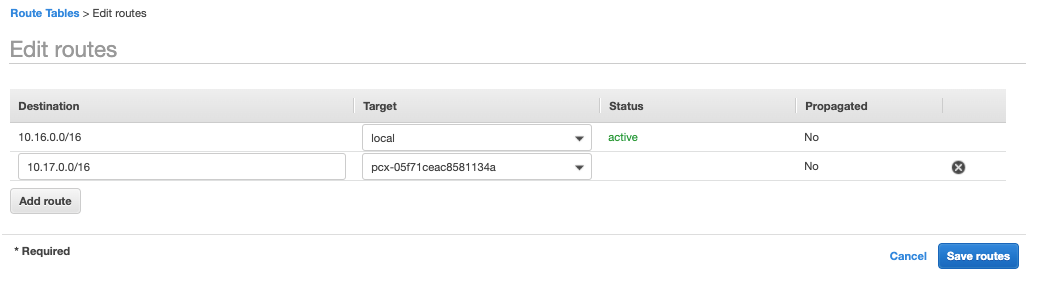 Route Tables > Edit routes
Edit routes
Destination Target Status Propagated
10.16.0.0/16 local active No
10.17.0.0/16 pcx-05f71ceac8581134a No
Add route
* Required
Cancel Save routes